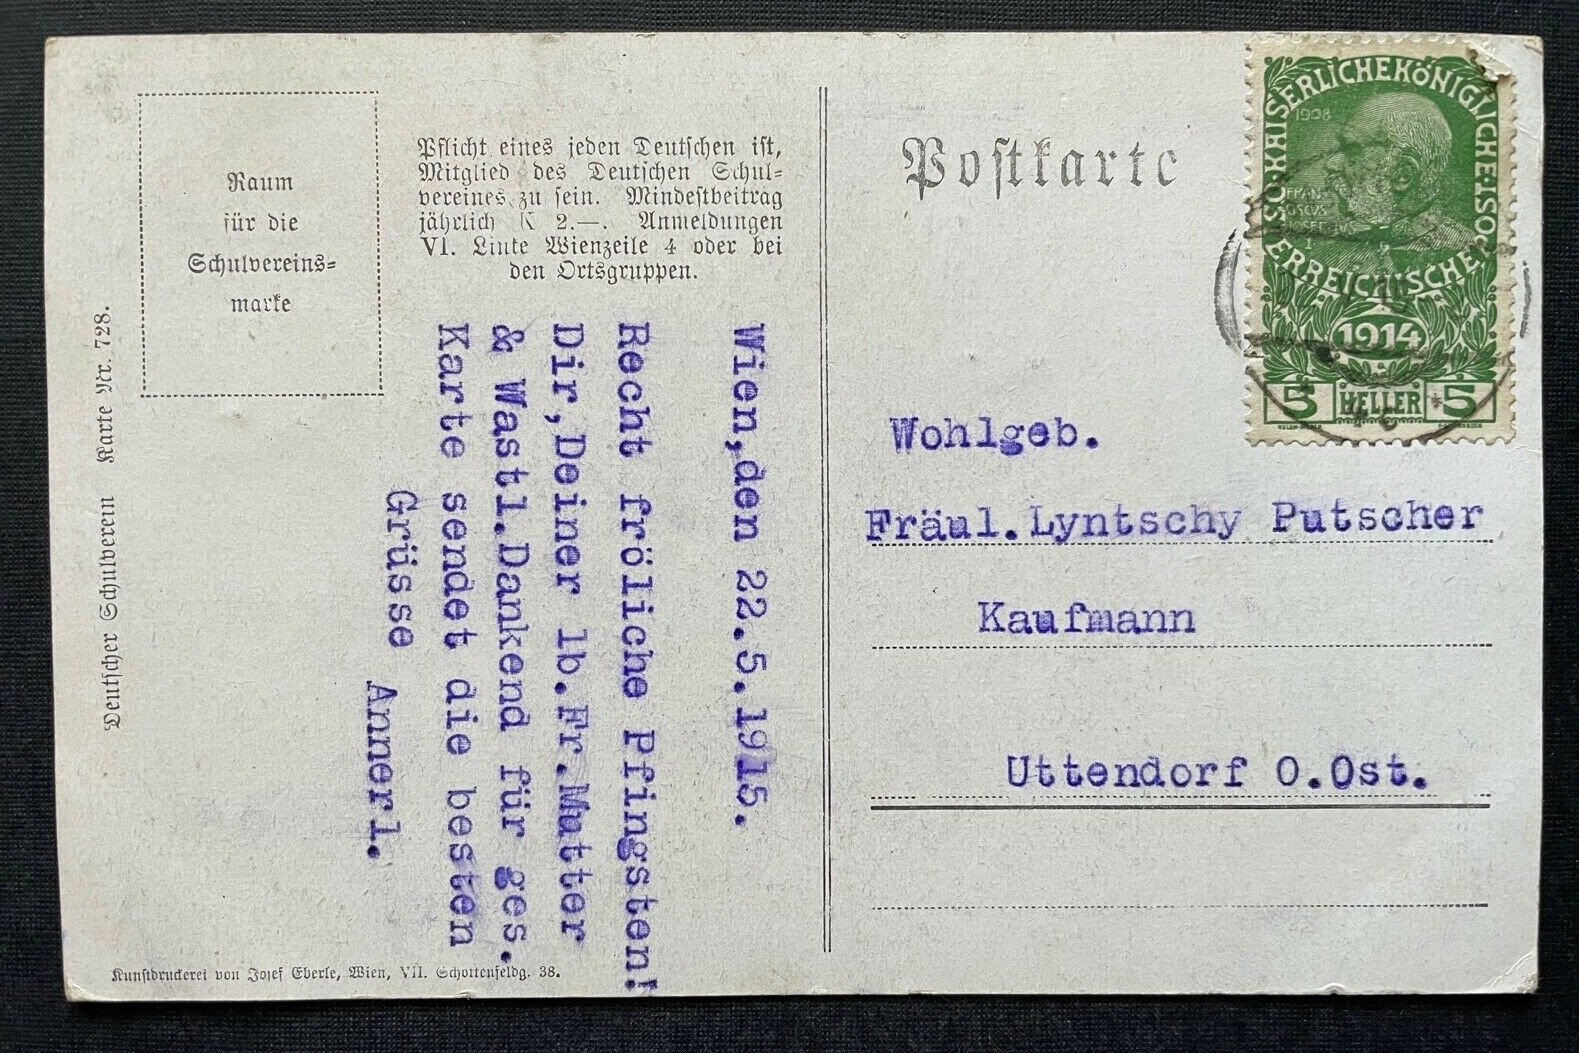 Raum
für die
Schulvereins=
marke
Pflicht eines jeden Deutschen ist,
Mitglied des Deutschen Schul=
vereines zu sein. Mindestbeitrag
jährlich K 2.—. Anmeldungen
VI. Linke Wienzeile 4 oder bei
den Ortsgruppen.
Deutscher Schulverein Karte Nr. 728.
Wien,den 22.5.1915.
Recht fröliche Pfingsten!
Dir,Deiner lb.Fr.Mutter
& Wastl.Dankend für ges.
Karte sendet die besten
Grüsse Annerl.
Kunstdruckerei von Josef Eberle, Wien, VII. Schottenfeldg. 38.
Postkarte
KAISERLICHE KÖNIGLICHE
ÖSTERREICHISCHE
1908
FRAN
1914
5 HELLER 5
Wohlgeb.
Fräul.Lyntschy Putscher
Kaufmann
Uttendorf O.Ost.